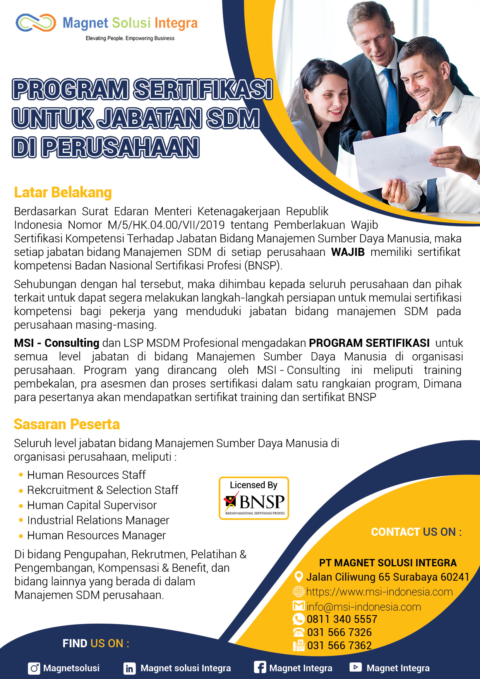 Magnet Solusi Integra
Elevating People. Empowering Business
PROGRAM SERTIFIKASI
UNTUK JABATAN SDM
DI PERUSAHAAN
Latar Belakang
Berdasarkan Surat Edaran Menteri Ketenagakerjaan Republik
Indonesia Nomor M/5/HK.04.00/VII/2019 tentang Pemberlakuan Wajib
Sertifikasi Kompetensi Terhadap Jabatan Bidang Manajemen Sumber Daya Manusia, maka
setiap jabatan bidang Manajemen SDM di setiap perusahaan WAJIB memiliki sertifikat
kompetensi Badan Nasional Sertifikasi Profesi (BNSP).
Sehubungan dengan hal tersebut, maka dihimbau kepada seluruh perusahaan dan pihak
terkait untuk dapat segera melakukan langkah-langkah persiapan untuk memulai sertifikasi
kompetensi bagi pekerja yang menduduki jabatan bidang manajemen SDM pada
perusahaan masing-masing.
MSI - Consulting dan LSP MSDM Profesional mengadakan PROGRAM SERTIFIKASI untuk
semua level jabatan di bidang Manajemen Sumber Daya Manusia di organisasi
perusahaan. Program yang dirancang oleh MSI - Consulting ini meliputi training
pembekalan, pra asesmen dan proses sertifikasi dalam satu rangkaian program, Dimana
para pesertanya akan mendapatkan sertifikat training dan sertifikat BNSP
Sasaran Peserta
Seluruh level jabatan bidang Manajemen Sumber Daya Manusia di
organisasi perusahaan, meliputi :
Human Resources Staff
Rekcruitment & Selection Staff
Human Capital Supervisor
Industrial Relations Manager
Human Resources Manager
Di bidang Pengupahan, Rekrutmen, Pelatihan &
Pengembangan, Kompensasi & Benefit, dan
bidang lainnya yang berada di dalam
Manajemen SDM perusahaan.
Licensed By
BNSP
BADAN NASIONAL SERTIFIKASI PROFESI
CONTACT US ON :
PT MAGNET SOLUSI INTEGRA
Jalan Ciliwung 65 Surabaya 60241
https://www.msi-indonesia.com
info@msi-indonesia.com
0811 340 5557
031 566 7326
031 566 7362
FIND US ON :
Magnetsolusi
Magnet solusi Integra
Magnet Integra
Magnet Integra